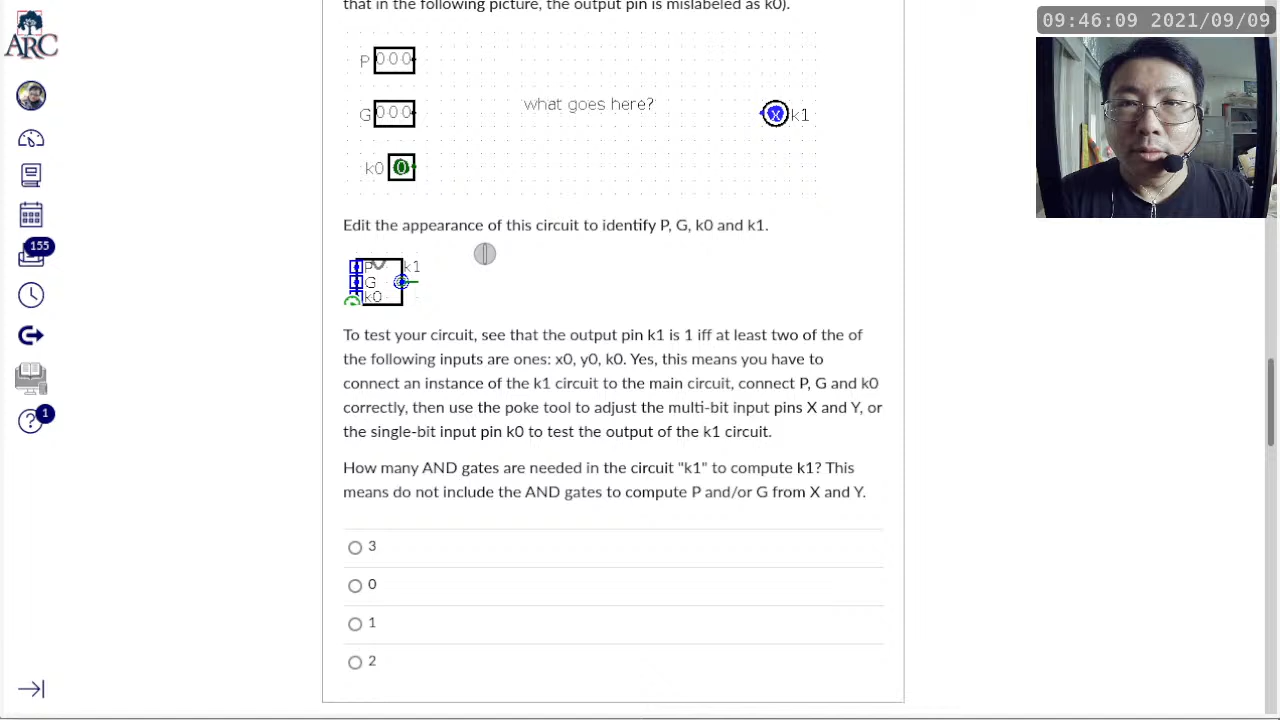 that in the following picture, the output pin is mislabeled as k0).
09:46:09 2021/09/09
ARC
P 000
what goes here?
G 000
x k1
k0 0
155
Edit the appearance of this circuit to identify P, G, k0 and k1.
P k1
G
k0
To test your circuit, see that the output pin k1 is 1 iff at least two of the of
the following inputs are ones: x0, y0, k0. Yes, this means you have to
connect an instance of the k1 circuit to the main circuit, connect P, G and k0
correctly, then use the poke tool to adjust the multi-bit input pins X and Y, or
the single-bit input pin k0 to test the output of the k1 circuit.
1
How many AND gates are needed in the circuit "k1" to compute k1? This
means do not include the AND gates to compute P and/or G from X and Y.
3
0
1
2